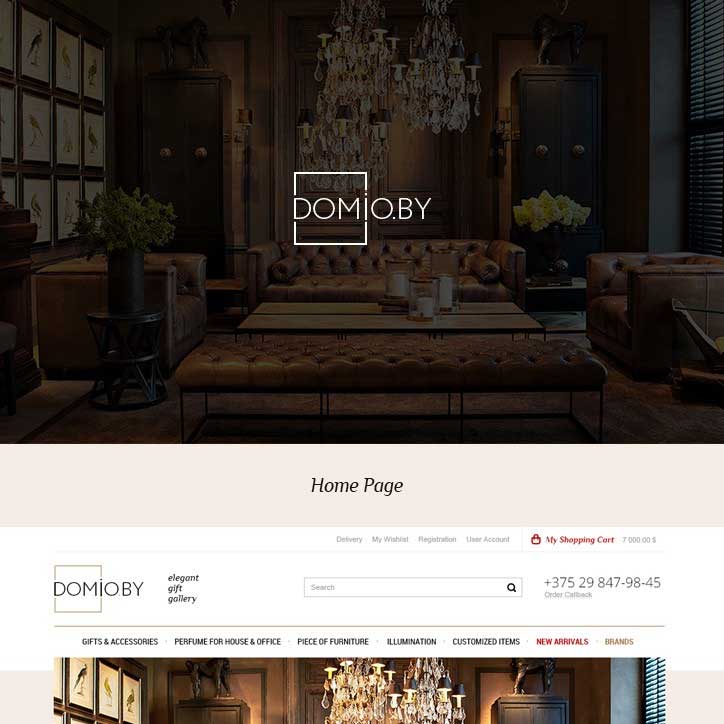 DOMIO.BY
Home Page
Delivery My Wishlist Registration User Account My Shopping Cart 7 000.00 $
DOMIO.BY
elegant
gift
gallery
Search
+375 29 847-98-45
Order Callback
GIFTS & ACCESSORIES · PERFUME FOR HOUSE & OFFICE · PIECE OF FURNITURE · ILLUMINATION · CUSTOMIZED ITEMS · NEW ARRIVALS · BRANDS